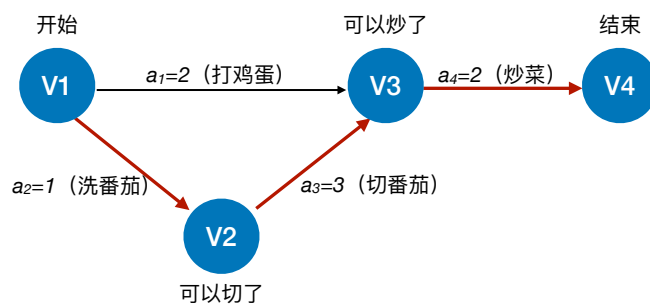 开始
可以炒了
结束
V1
a₁=2（打鸡蛋）
V3
a₄=2（炒菜）
V4
a₂=1（洗番茄）
a₃=3（切番茄）
V2
可以切了